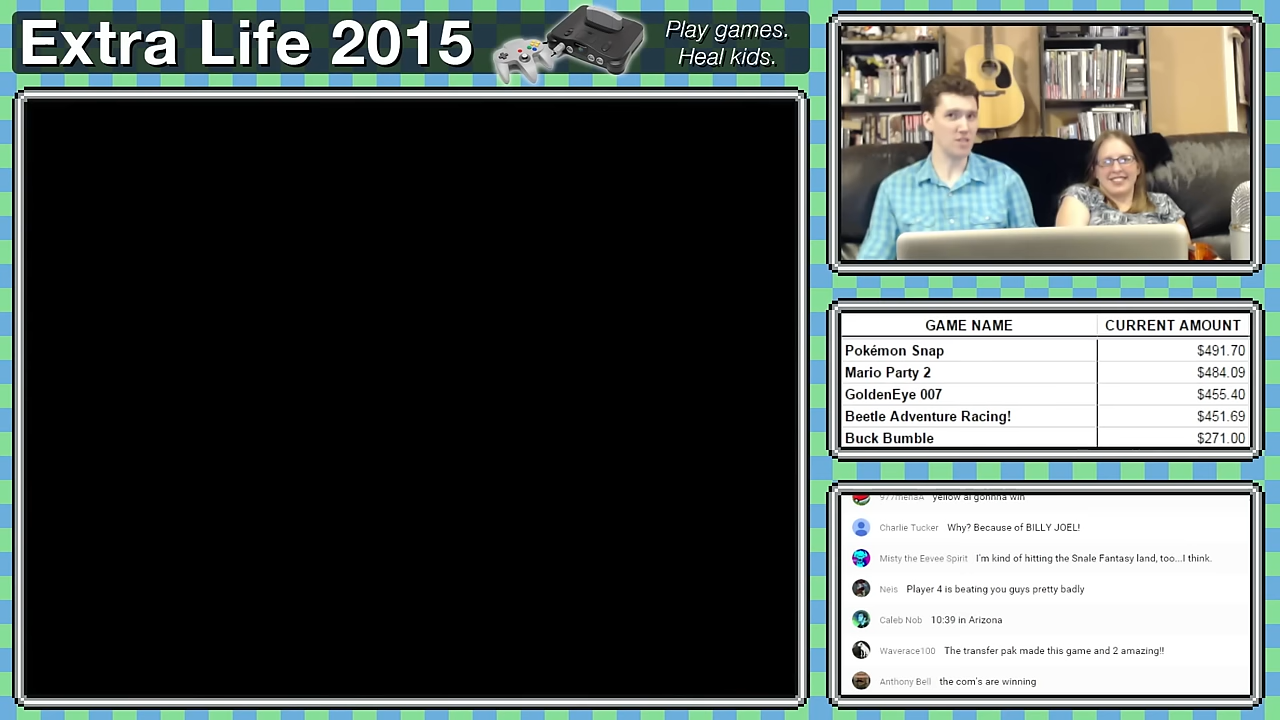 Extra Life 2015
Play games.
Heal kids.
GAME NAME CURRENT AMOUNT
Pokémon Snap $491.70
Mario Party 2 $484.09
GoldenEye 007 $455.40
Beetle Adventure Racing! $451.69
Buck Bumble $271.00
yellow ai gonnna win
Charlie Tucker Why? Because of BILLY JOEL!
Misty the Eevee Spirit I'm kind of hitting the Snale Fantasy land, too...I think.
Neis Player 4 is beating you guys pretty badly
Caleb Nob 10:39 in Arizona
Waverace100 The transfer pak made this game and 2 amazing!!
Anthony Bell the com's are winning